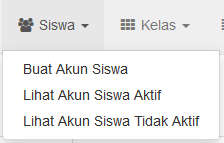 Siswa Kelas
Buat Akun Siswa
Lihat Akun Siswa Aktif
Lihat Akun Siswa Tidak Aktif